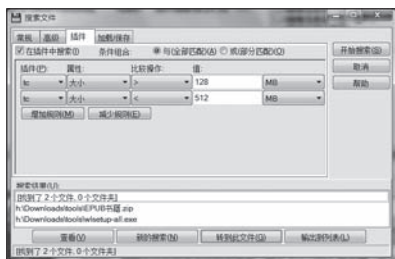 搜索文件
常规 高级 插件 加载/保存
在插件中搜索(I) 条件组合: 与(全部匹配)(A) 或(部分匹配)(O)
开始搜索(S)
取消
帮助
插件(P): 属性: 比较操作: 值:
tc 大小 > 128 MB
tc 大小 < 512 MB
增加规则(M) 减少规则(E)
搜索结果(U):
[找到了 2 个文件, 0 个文件夹]
h:\Downloads\tools\EPUB书籍.zip
h:\Downloads\tools\wlsetup-all.exe
查看(V) 新的搜索(N) 转到此文件(G) 输出到列表(L)
[找到了 2 个文件, 0 个文件夹]